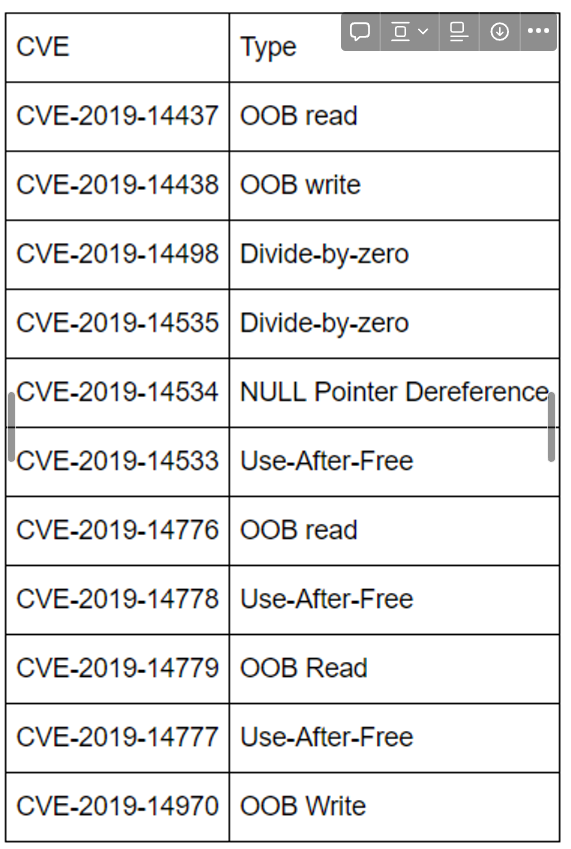 CVE Type
CVE-2019-14437 OOB read
CVE-2019-14438 OOB write
CVE-2019-14498 Divide-by-zero
CVE-2019-14535 Divide-by-zero
CVE-2019-14534 NULL Pointer Dereference
CVE-2019-14533 Use-After-Free
CVE-2019-14776 OOB read
CVE-2019-14778 Use-After-Free
CVE-2019-14779 OOB Read
CVE-2019-14777 Use-After-Free
CVE-2019-14970 OOB Write